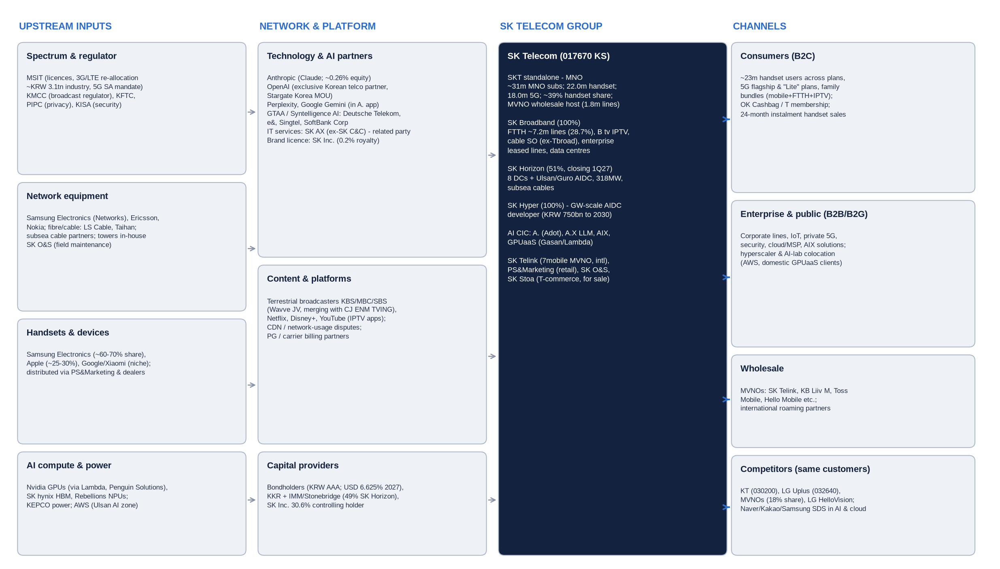 UPSTREAM INPUTS
Spectrum & regulator
MSIT (licences, 3G/LTE re-allocation
~KRW 3.1tn industry, 5G SA mandate)
KMCC (broadcast regulator), KFTC,
PIPC (privacy), KISA (security)
Network equipment
Samsung Electronics (Networks), Ericsson,
Nokia; fibre/cable: LS Cable, Taihan;
subsea cable partners; towers in-house
SK O&S (field maintenance)
Handsets & devices
Samsung Electronics (~60-70% share),
Apple (~25-30%), Google/Xiaomi (niche);
distributed via PS&Marketing & dealers
AI compute & power
Nvidia GPUs (via Lambda, Penguin Solutions),
SK hynix HBM, Rebellions NPUs;
KEPCO power; AWS (Ulsan AI zone)
NETWORK & PLATFORM
Technology & AI partners
Anthropic (Claude; ~0.26% equity)
OpenAI (exclusive Korean telco partner,
Stargate Korea MOU)
Perplexity, Google Gemini (in A. app)
GTAA / Syntelligence AI: Deutsche Telekom,
e&, Singtel, SoftBank Corp
IT services: SK AX (ex-SK C&C) - related party
Brand licence: SK Inc. (0.2% royalty)
Content & platforms
Terrestrial broadcasters KBS/MBC/SBS
(Wavve JV, merging with CJ ENM TVING),
Netflix, Disney+, YouTube (IPTV apps);
CDN / network-usage disputes;
PG / carrier billing partners
Capital providers
Bondholders (KRW AAA; USD 6.625% 2027),
KKR + IMM/Stonebridge (49% SK Horizon),
SK Inc. 30.6% controlling holder
SK TELECOM GROUP
SK Telecom (017670 KS)
SKT standalone - MNO
~31m MNO subs; 22.0m handset;
18.0m 5G; ~39% handset share;
MVNO wholesale host (1.8m lines)
SK Broadband (100%)
FTTH ~7.2m lines (28.7%), B tv IPTV,
cable SO (ex-Tbroad), enterprise
leased lines, data centres
SK Horizon (51%, closing 1Q27)
8 DCs + Ulsan/Guro AIDC, 318MW,
subsea cables
SK Hyper (100%) - GW-scale AIDC
developer (KRW 750bn to 2030)
AI CIC: A. (Adot), A.X LLM, AIX,
GPUaaS (Gasan/Lambda)
SK Telink (7mobile MVNO, intl),
PS&Marketing (retail), SK O&S,
SK Stoa (T-commerce, for sale)
CHANNELS
Consumers (B2C)
~23m handset users across plans,
5G flagship & "Lite" plans, family
bundles (mobile+FTTH+IPTV);
OK Cashbag / T membership;
24-month instalment handset sales
Enterprise & public (B2B/B2G)
Corporate lines, IoT, private 5G,
security, cloud/MSP, AIX solutions;
hyperscaler & AI-lab colocation
(AWS, domestic GPUaaS clients)
Wholesale
MVNOs: SK Telink, KB Liiv M, Toss
Mobile, Hello Mobile etc.;
international roaming partners
Competitors (same customers)
KT (030200), LG Uplus (032640),
MVNOs (18% share), LG HelloVision;
Naver/Kakao/Samsung SDS in AI & cloud